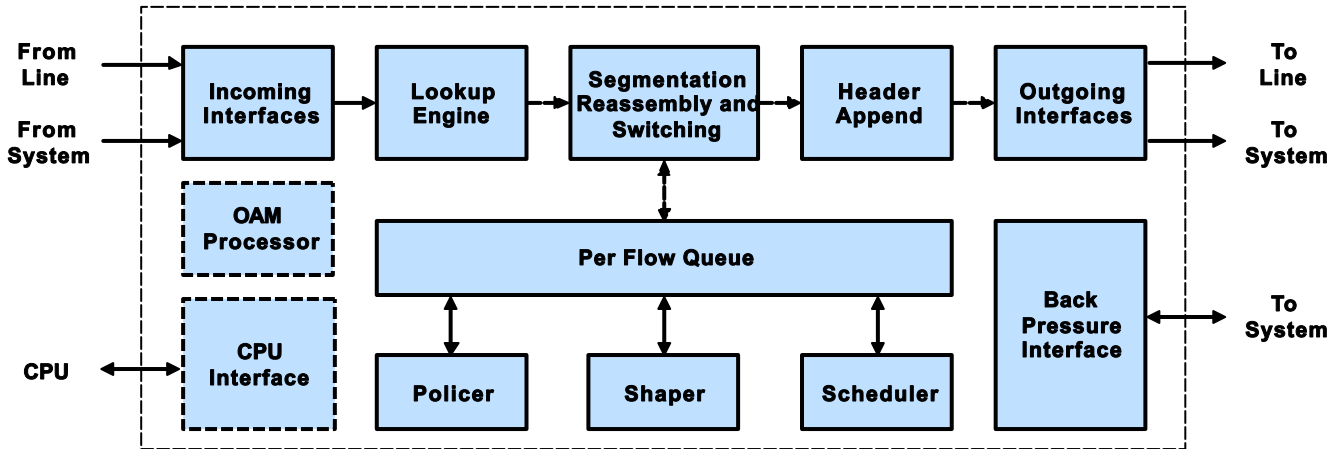 From
Line
From
System
Incoming
Interfaces
Lookup
Engine
Segmentation
Reassembly and
Switching
Header
Append
Outgoing
Interfaces
To
Line
To
System
OAM
Processor
Per Flow Queue
Back
Pressure
Interface
To
System
CPU
CPU
Interface
Policer
Shaper
Scheduler